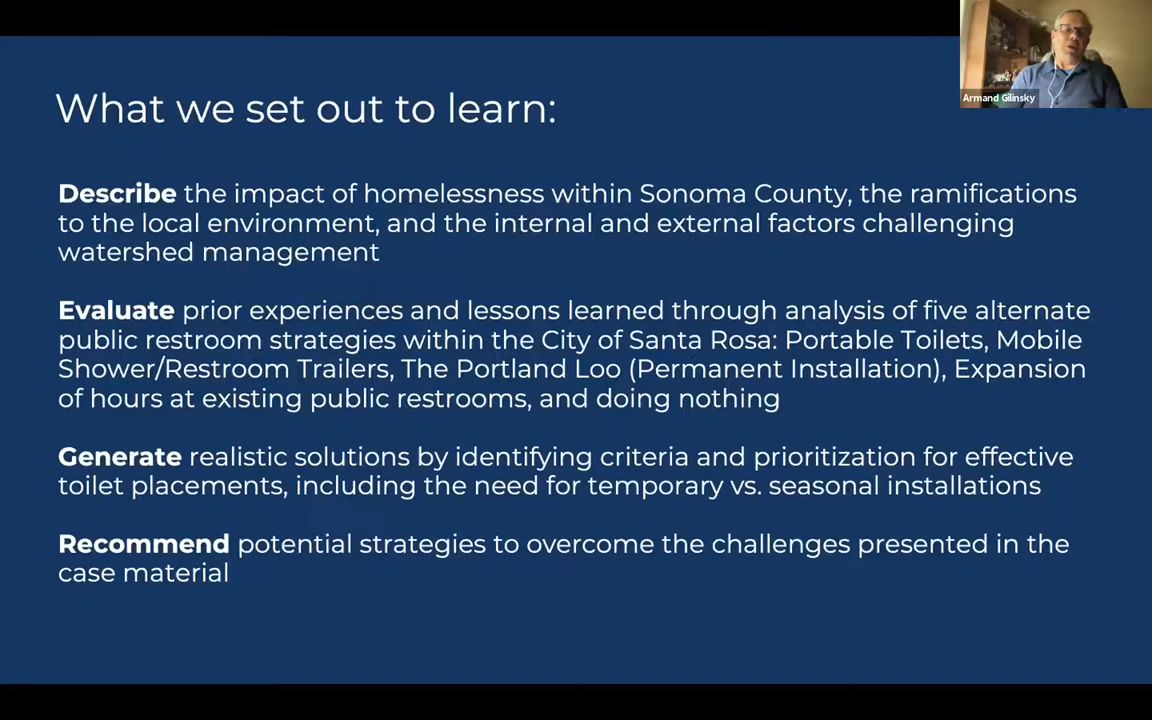 What we set out to learn:
Armand Gilinsky
Describe the impact of homelessness within Sonoma County, the ramifications
to the local environment, and the internal and external factors challenging
watershed management
Evaluate prior experiences and lessons learned through analysis of five alternate
public restroom strategies within the City of Santa Rosa: Portable Toilets, Mobile
Shower/Restroom Trailers, The Portland Loo (Permanent Installation), Expansion
of hours at existing public restrooms, and doing nothing
Generate realistic solutions by identifying criteria and prioritization for effective
toilet placements, including the need for temporary vs. seasonal installations
Recommend potential strategies to overcome the challenges presented in the
case material